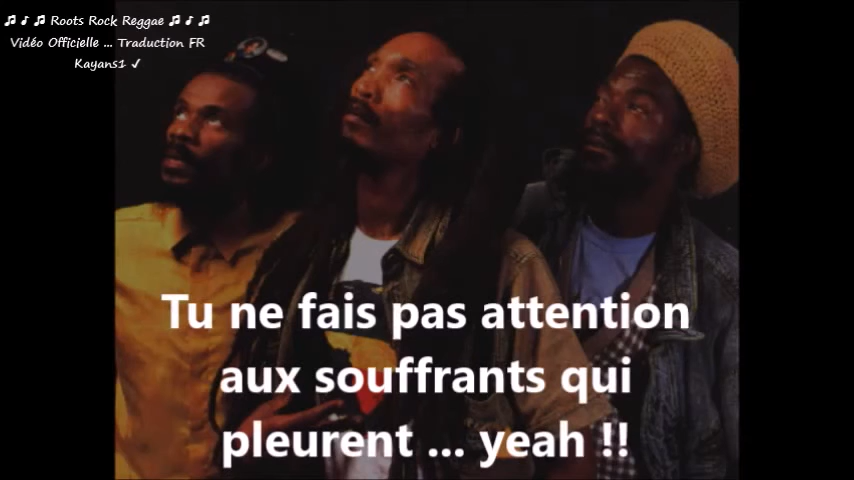 ♫ ♪ ♫ Roots Rock Reggae ♫ ♪ ♫
Vidéo Officielle ... Traduction FR
Kayans1 ✓
Tu ne fais pas attention
aux souffrants qui
pleurent ... yeah !!